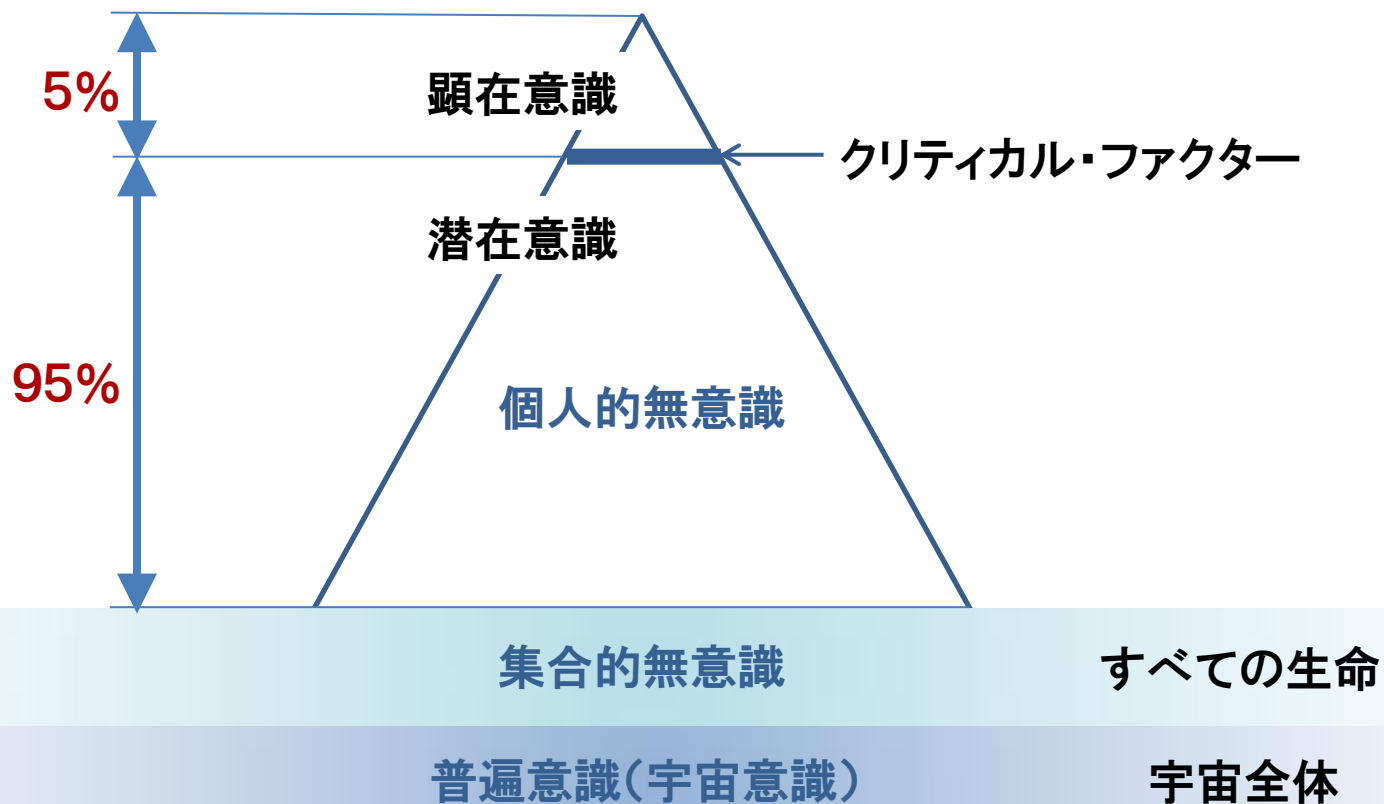 5%
顕在意識
クリティカル・ファクター
潜在意識
95%
個人的無意識
集合的無意識
すべての生命
普遍意識(宇宙意識)
宇宙全体